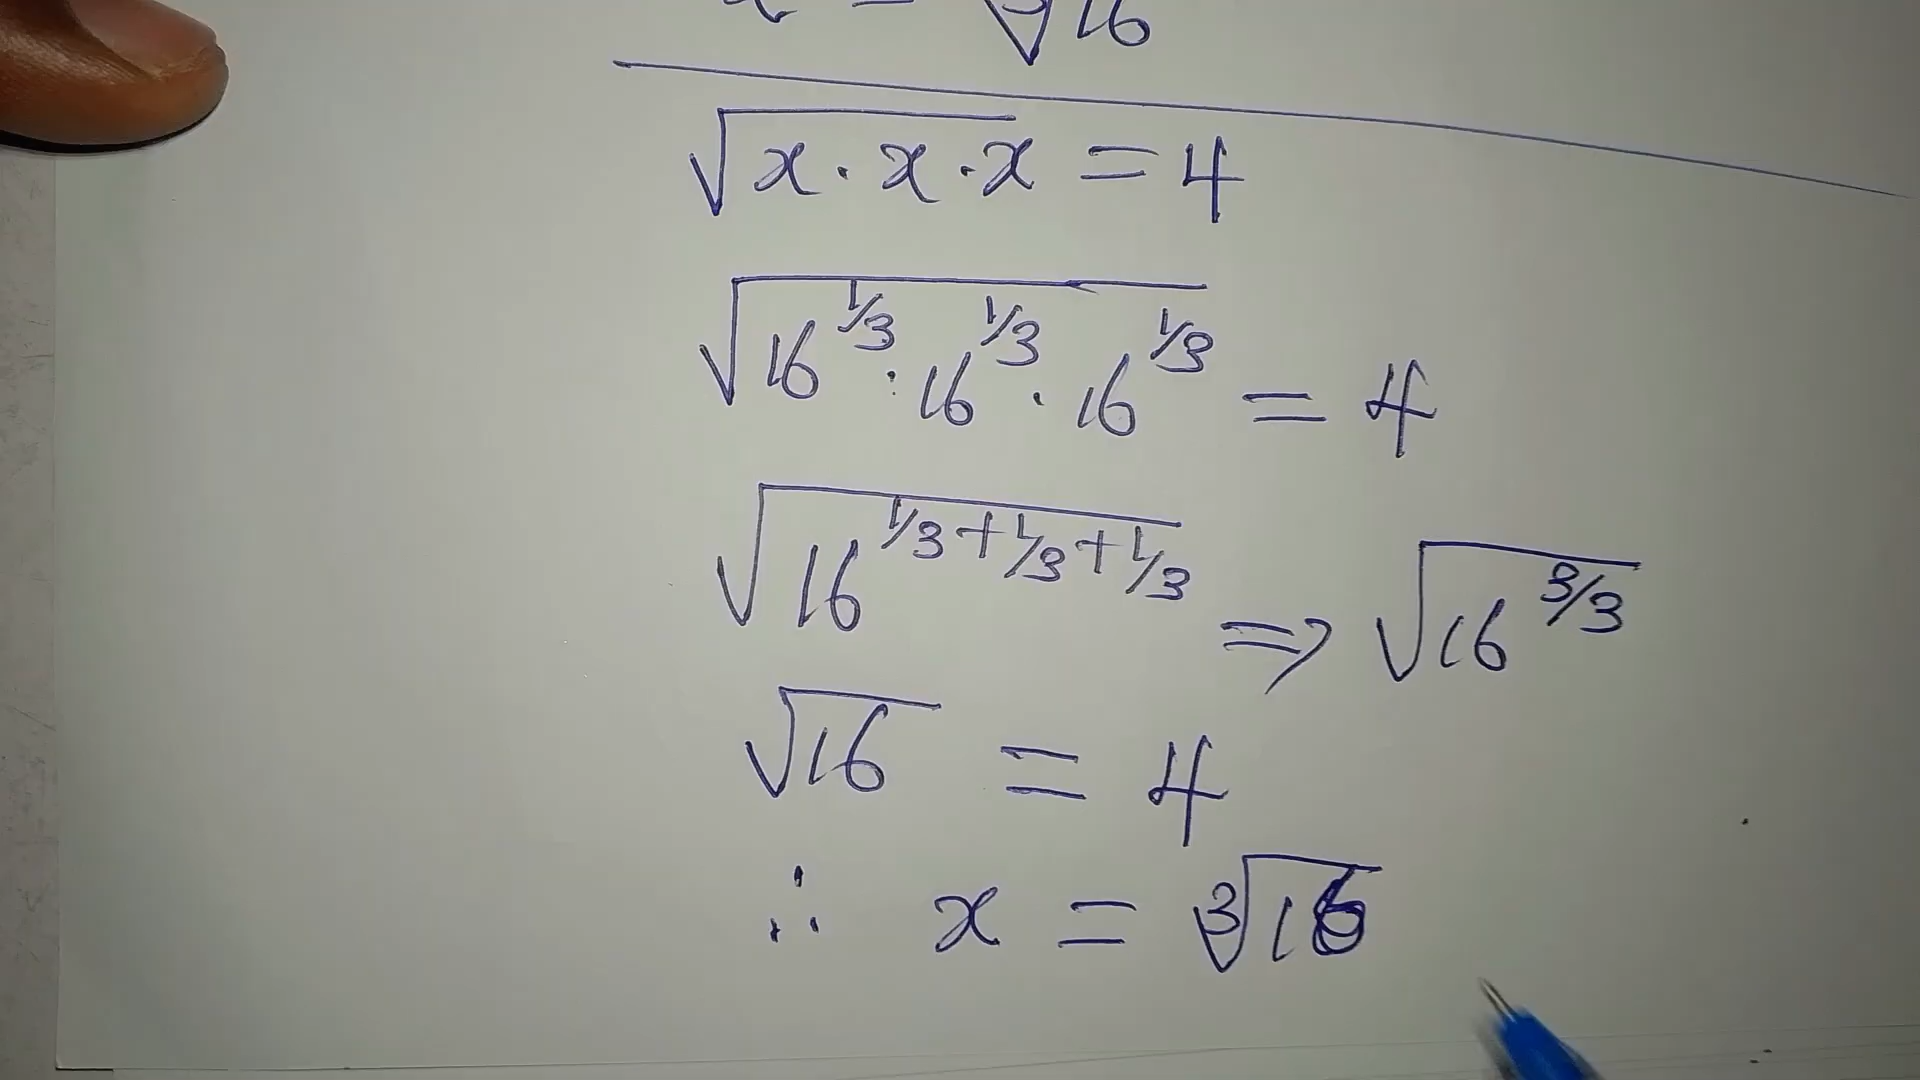 x = ∛16
√x·x·x = 4
√16^1/3 · 16^1/3 · 16^1/3 = 4
√16^1/3+1/3+1/3 ⇒ √16^3/3
√16 = 4
∴ x = ∛16